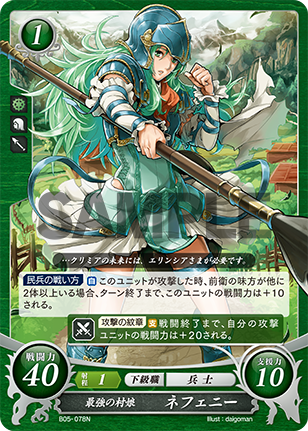 1
SAMPLE
…クリミアの未来には、エリンシアさまが必要です。
民兵の戦い方 自 このユニットが攻撃した時、前衛の味方が他に
2体以上いる場合、ターン終了まで、このユニットの戦闘力は+10
される。
攻撃の紋章 支 戦闘終了まで、自分の攻撃
ユニットの戦闘力は+20される。
戦闘力
40
射程 1 下級職 兵士
支援力
10
最強の村娘 ネフェニー
B05-078N
Illust : daigoman